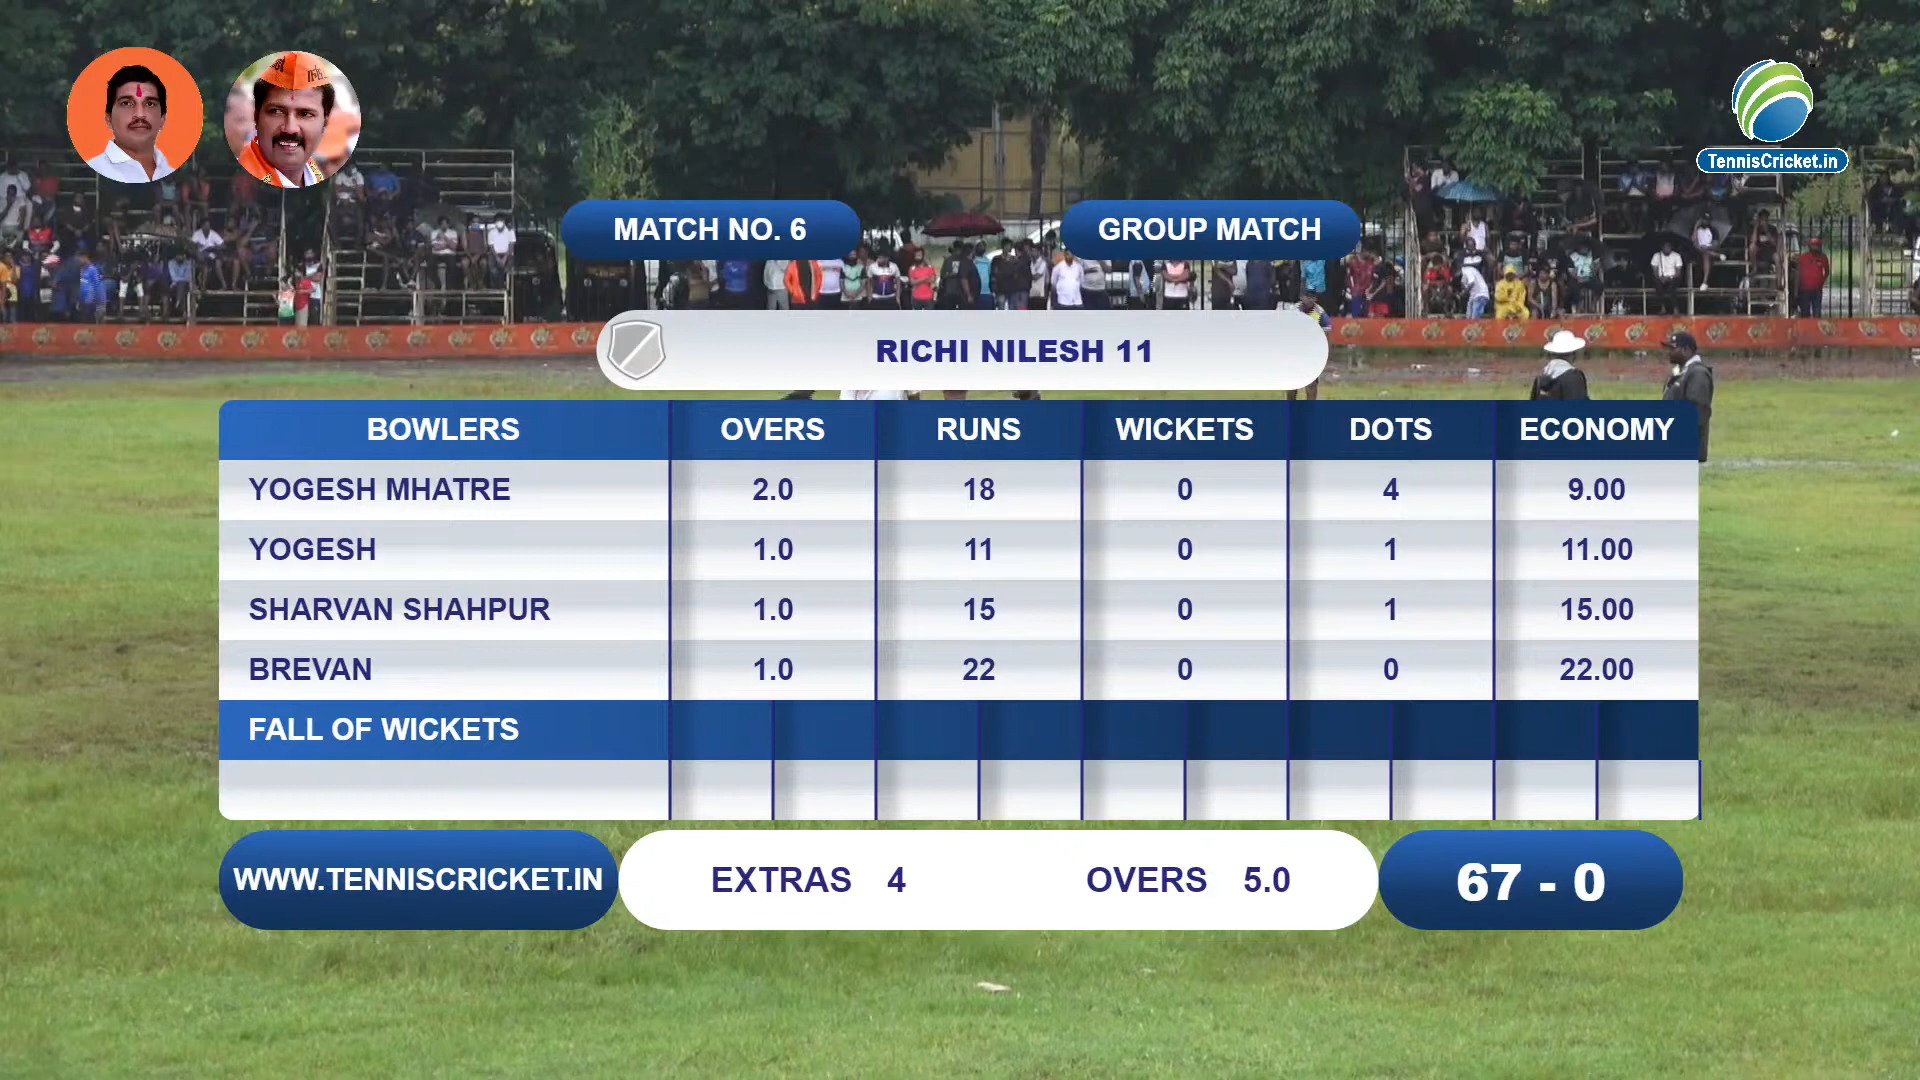 TennisCricket.in
MATCH NO. 6 GROUP MATCH
RICHI NILESH 11
BOWLERS OVERS RUNS WICKETS DOTS ECONOMY
YOGESH MHATRE 2.0 18 0 4 9.00
YOGESH 1.0 11 0 1 11.00
SHARVAN SHAHPUR 1.0 15 0 1 15.00
BREVAN 1.0 22 0 0 22.00
FALL OF WICKETS
WWW.TENNISCRICKET.IN EXTRAS 4 OVERS 5.0 67 - 0